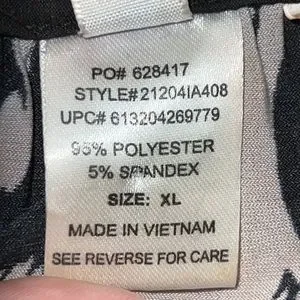 PO# 628417
STYLE#21204IA408
UPC# 613204269779
95% POLYESTER
5% SPANDEX
SIZE: XL
MADE IN VIETNAM
SEE REVERSE FOR CARE